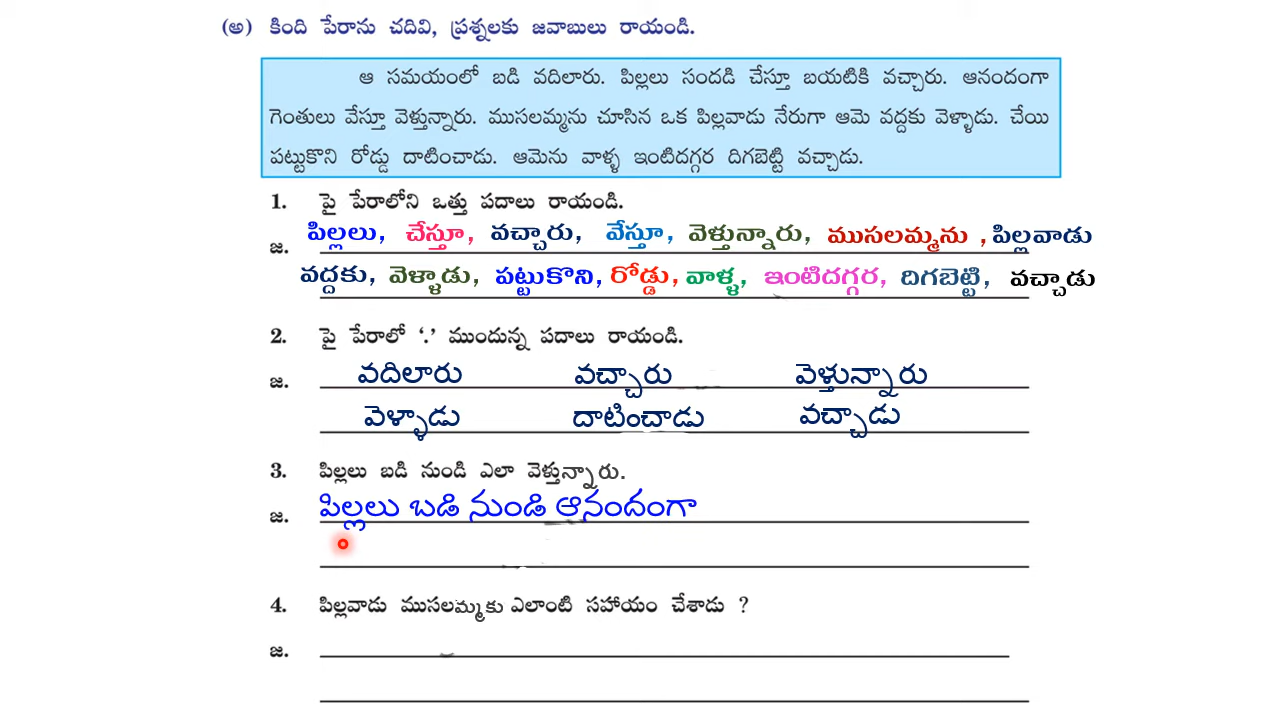 (అ) కింది పేరాను చదివి, ప్రశ్నలకు జవాబులు రాయండి.
ఆ సమయంలో బడి వదిలారు. పిల్లలు సందడి చేస్తూ బయటికి వచ్చారు. ఆనందంగా
గెంతులు వేస్తూ వెళ్తున్నారు. ముసలమ్మను చూసిన ఒక పిల్లవాడు నేరుగా ఆమె వద్దకు వెళ్ళాడు. చేయి
పట్టుకొని రోడ్డు దాటించాడు. ఆమెను వాళ్ళ ఇంటిదగ్గర దిగబెట్టి వచ్చాడు.
1. పై పేరాలోని ఒత్తు పదాలు రాయండి.
జ. పిల్లలు, చేస్తూ, వచ్చారు, వేస్తూ, వెళ్తున్నారు, ముసలమ్మను , పిల్లవాడు
వద్దకు, వెళ్ళాడు, పట్టుకొని, రోడ్డు, వాళ్ళ, ఇంటిదగ్గర, దిగబెట్టి, వచ్చాడు
2. పై పేరాలో ‘.’ ముందున్న పదాలు రాయండి.
జ. వదిలారు వచ్చారు వెళ్తున్నారు
వెళ్ళాడు దాటించాడు వచ్చాడు
3. పిల్లలు బడి నుండి ఎలా వెళ్తున్నారు.
జ. పిల్లలు బడి నుండి ఆనందంగా
4. పిల్లవాడు ముసలమ్మకు ఎలాంటి సహాయం చేశాడు ?
జ.